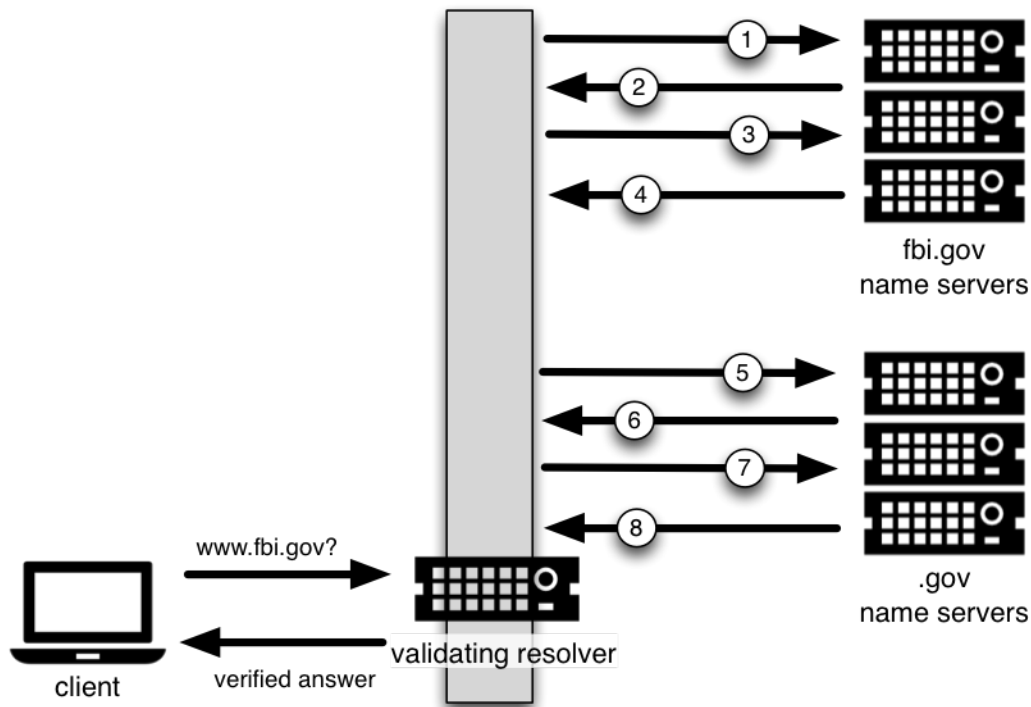 1
2
3
4
fbi.gov
name servers
5
6
7
8
.gov
name servers
www.fbi.gov?
validating resolver
verified answer
client